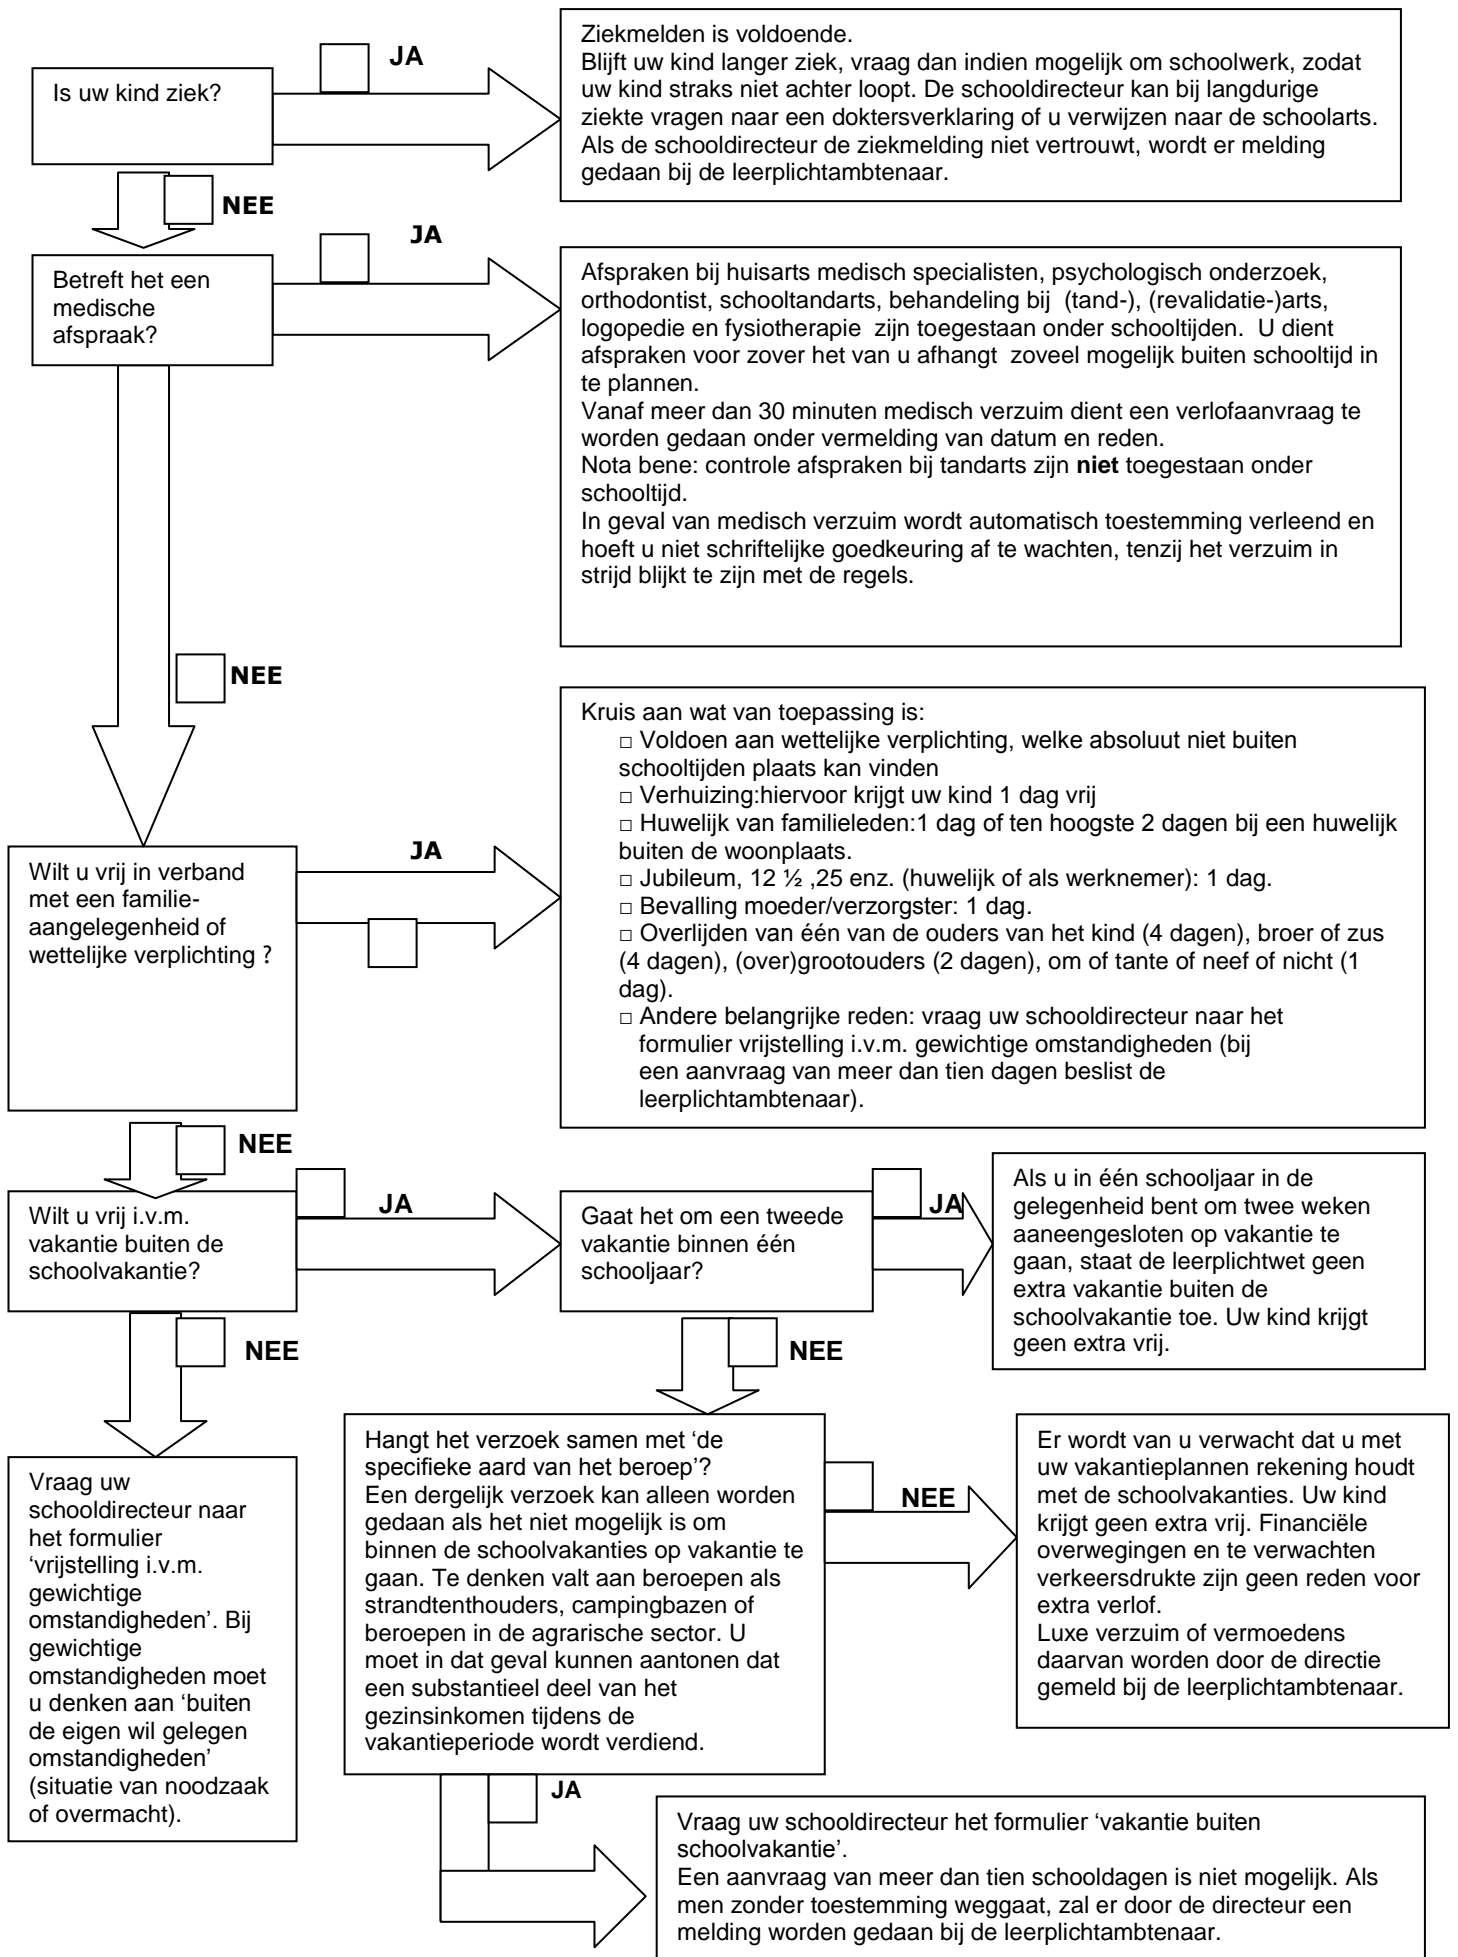 JA
Is uw kind ziek?
Ziekmelden is voldoende.
Blijft uw kind langer ziek, vraag dan indien mogelijk om schoolwerk, zodat
uw kind straks niet achter loopt. De schooldirecteur kan bij langdurige
ziekte vragen naar een doktersverklaring of u verwijzen naar de schoolarts.
Als de schooldirecteur de ziekmelding niet vertrouwt, wordt er melding
gedaan bij de leerplichtambtenaar.
NEE
JA
Betreft het een
medische
afspraak?
Afspraken bij huisarts medisch specialisten, psychologisch onderzoek,
orthodontist, schooltandarts, behandeling bij  (tand-), (revalidatie-)arts,
logopedie en fysiotherapie  zijn toegestaan onder schooltijden.  U dient
afspraken voor zover het van u afhangt  zoveel mogelijk buiten schooltijd in
te plannen.
Vanaf meer dan 30 minuten medisch verzuim dient een verlofaanvraag te
worden gedaan onder vermelding van datum en reden.
Nota bene: controle afspraken bij tandarts zijn niet toegestaan onder
schooltijd.
In geval van medisch verzuim wordt automatisch toestemming verleend en
hoeft u niet schriftelijke goedkeuring af te wachten, tenzij het verzuim in
strijd blijkt te zijn met de regels.
NEE
JA
Wilt u vrij in verband
met een familie-
aangelegenheid of
wettelijke verplichting ?
Kruis aan wat van toepassing is:
□ Voldoen aan wettelijke verplichting, welke absoluut niet buiten
schooltijden plaats kan vinden
□ Verhuizing:hiervoor krijgt uw kind 1 dag vrij
□ Huwelijk van familieleden:1 dag of ten hoogste 2 dagen bij een huwelijk
buiten de woonplaats.
□ Jubileum, 12 ½ ,25 enz. (huwelijk of als werknemer): 1 dag.
□ Bevalling moeder/verzorgster: 1 dag.
□ Overlijden van één van de ouders van het kind (4 dagen), broer of zus
(4 dagen), (over)grootouders (2 dagen), om of tante of neef of nicht (1
dag).
□ Andere belangrijke reden: vraag uw schooldirecteur naar het
formulier vrijstelling i.v.m. gewichtige omstandigheden (bij
een aanvraag van meer dan tien dagen beslist de
leerplichtambtenaar).
NEE
Wilt u vrij i.v.m.
vakantie buiten de
schoolvakantie?
JA
Gaat het om een tweede
vakantie binnen één
schooljaar?
JA
Als u in één schooljaar in de
gelegenheid bent om twee weken
aaneengesloten op vakantie te
gaan, staat de leerplichtwet geen
extra vakantie buiten de
schoolvakantie toe. Uw kind krijgt
geen extra vrij.
NEE
NEE
Vraag uw
schooldirecteur naar
het formulier
‘vrijstelling i.v.m.
gewichtige
omstandigheden’. Bij
gewichtige
omstandigheden moet
u denken aan ‘buiten
de eigen wil gelegen
omstandigheden’
(situatie van noodzaak
of overmacht).
Hangt het verzoek samen met ‘de
specifieke aard van het beroep’?
Een dergelijk verzoek kan alleen worden
gedaan als het niet mogelijk is om
binnen de schoolvakanties op vakantie te
gaan. Te denken valt aan beroepen als
strandtenthouders, campingbazen of
beroepen in de agrarische sector. U
moet in dat geval kunnen aantonen dat
een substantieel deel van het
gezinsinkomen tijdens de
vakantieperiode wordt verdiend.
NEE
Er wordt van u verwacht dat u met
uw vakantieplannen rekening houdt
met de schoolvakanties. Uw kind
krijgt geen extra vrij. Financiële
overwegingen en te verwachten
verkeersdrukte zijn geen reden voor
extra verlof.
Luxe verzuim of vermoedens
daarvan worden door de directie
gemeld bij de leerplichtambtenaar.
JA
Vraag uw schooldirecteur het formulier ‘vakantie buiten
schoolvakantie’.
Een aanvraag van meer dan tien schooldagen is niet mogelijk. Als
men zonder toestemming weggaat, zal er door de directeur een
melding worden gedaan bij de leerplichtambtenaar.